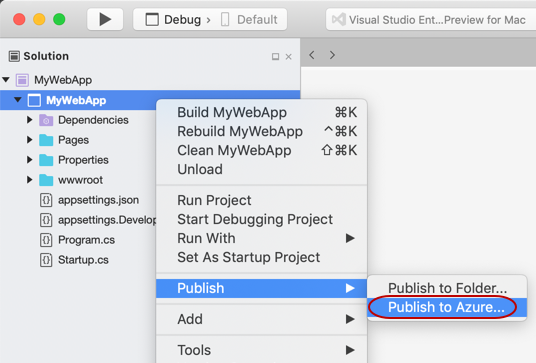 Debug
Default
Visual Studio Ent...Preview for Mac
Solution
MyWebApp
MyWebApp
Dependencies
Pages
Properties
wwwroot
appsettings.json
appsettings.Develop
Program.cs
Startup.cs
Build MyWebApp ⌘K
Rebuild MyWebApp ^⌘K
Clean MyWebApp ⇧⌘K
Unload
Run Project
Start Debugging Project
Run With
Set As Startup Project
Publish
Publish to Folder...
Publish to Azure...
Add
Tools